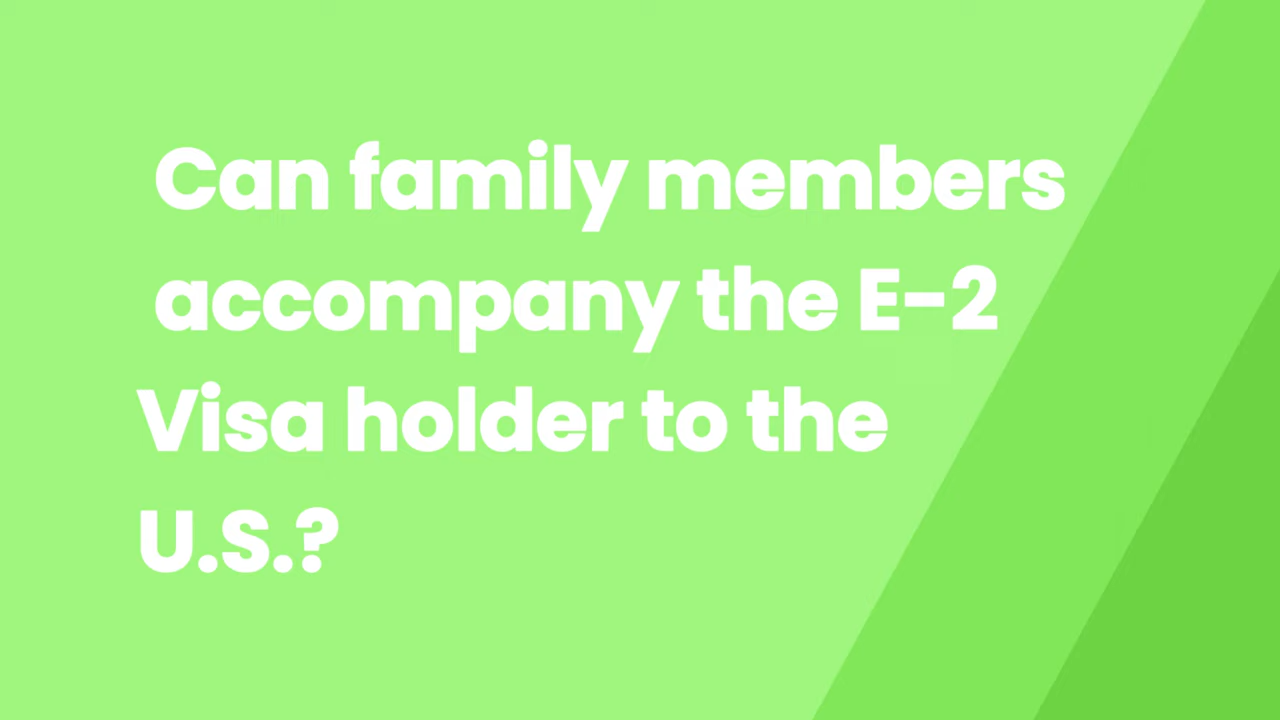 Can family members
accompany the E-2
Visa holder to the
U.S.?